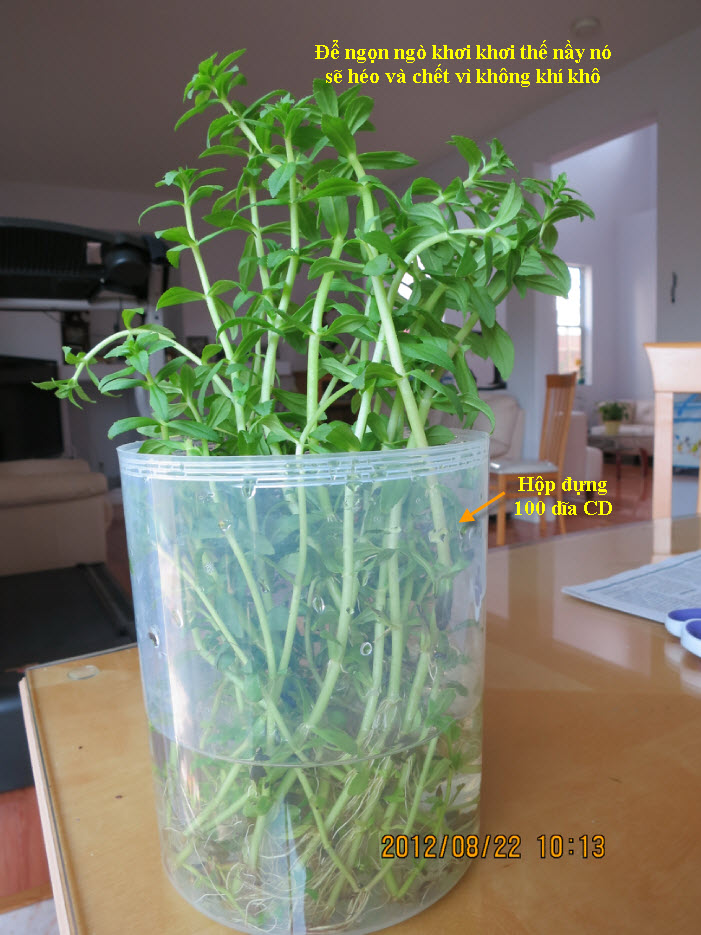 Để ngọn ngò khơi khơi thế nầy nó
sẽ héo và chết vì không khí khô
Hộp đựng
100 dĩa CD
2012/08/22 10:13